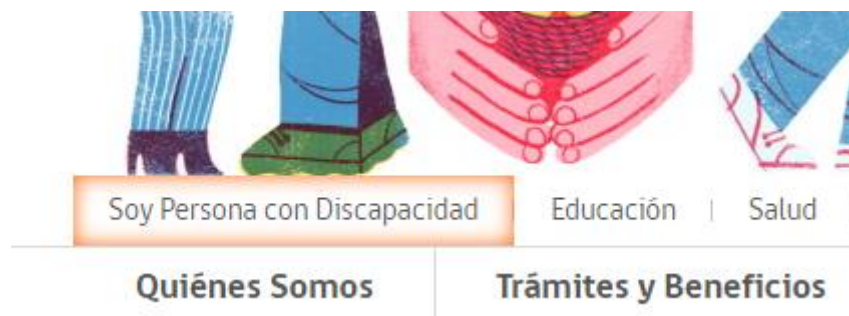 Soy Persona con Discapacidad | Educación | Salud
Quiénes Somos Trámites y Beneficios